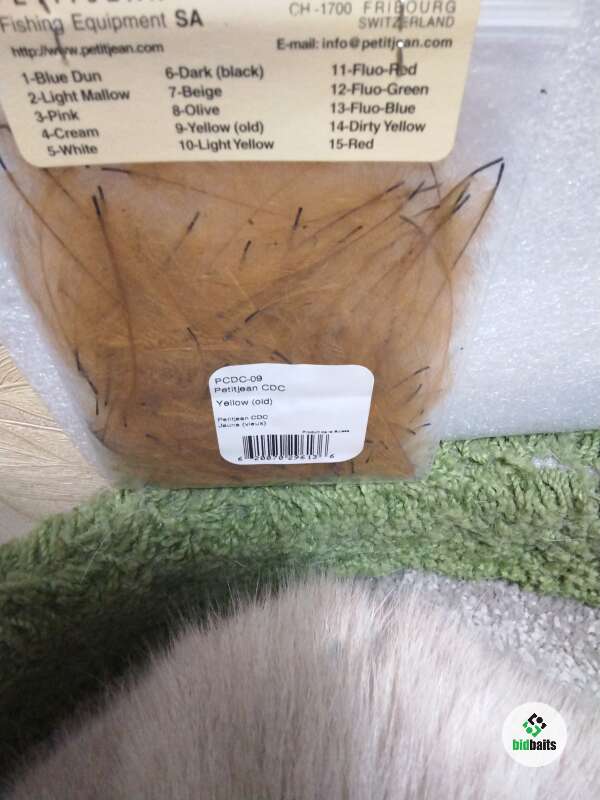 Fishing Equipment SA
CH-1700 FRIBOURG
SWITZERLAND
http://www.petitjean.com
E-mail: info@petitjean.com
1-Blue Dun
2-Light Mallow
3-Pink
4-Cream
5-White
6-Dark (black)
7-Beige
8-Olive
9-Yellow (old)
10-Light Yellow
11-Fluo-Red
12-Fluo-Green
13-Fluo-Blue
14-Dirty Yellow
15-Red
PCDC-09
Petitjean CDC
Yellow (old)
Petitjean CDC
Jaune (vieux)
bidbaits